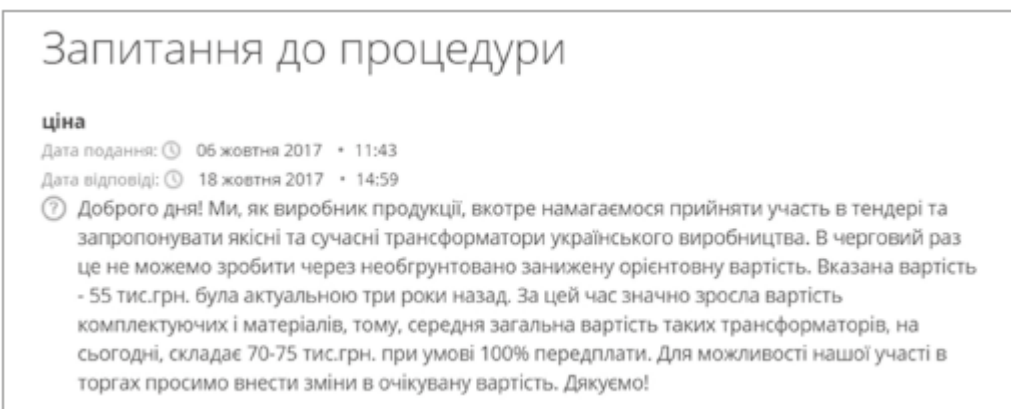 Запитання до процедури
ціна
Дата подання: 06 жовтня 2017 • 11:43
Дата відповіді: 18 жовтня 2017 • 14:59
Доброго дня! Ми, як виробник продукції, вкотре намагаємося прийняти участь в тендері та
запропонувати якісні та сучасні трансформатори українського виробництва. В черговий раз
це не можемо зробити через необгрунтовано занижену орієнтовну вартість. Вказана вартість
- 55 тис.грн. була актуальною три роки назад. За цей час значно зросла вартість
комплектуючих і матеріалів, тому, середня загальна вартість таких трансформаторів, на
сьогодні, складає 70-75 тис.грн. при умові 100% передплати. Для можливості нашої участі в
торгах просимо внести зміни в очікувану вартість. Дякуємо!